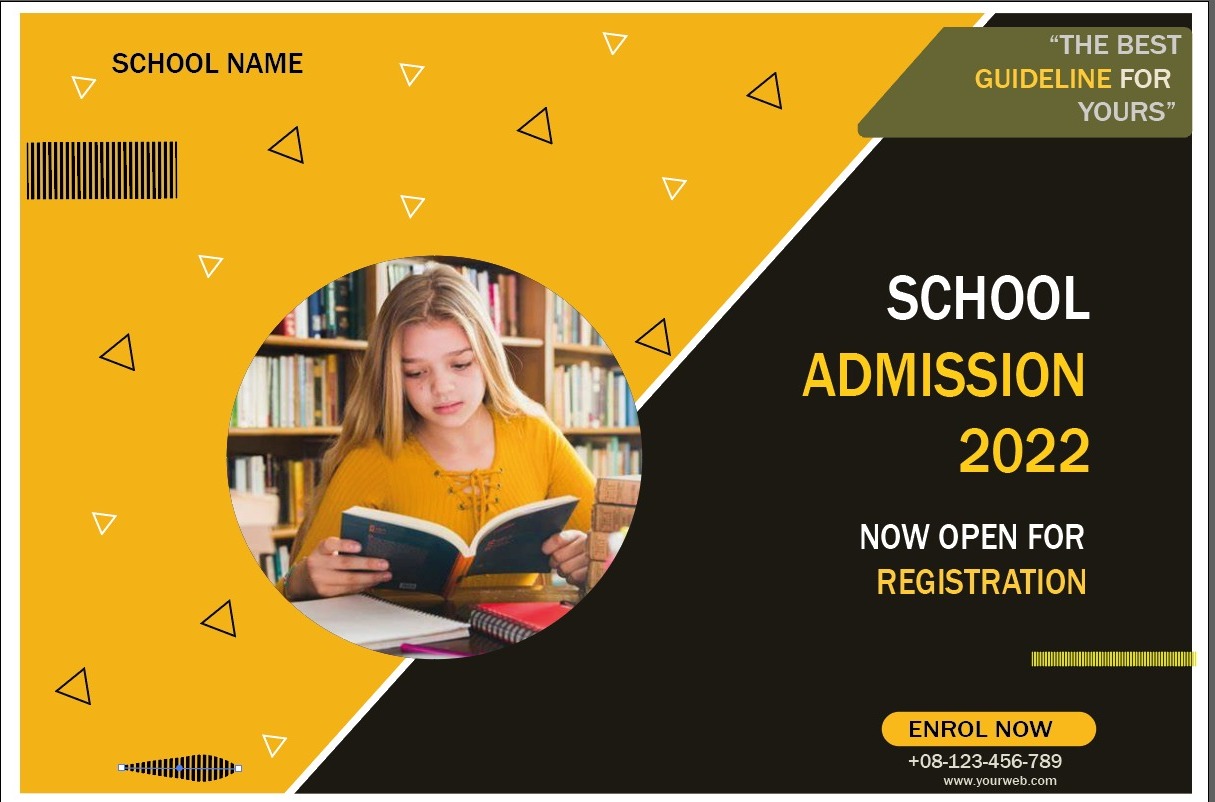 SCHOOL NAME
“THE BEST
GUIDELINE FOR
YOURS”
SCHOOL
ADMISSION
2022
NOW OPEN FOR
REGISTRATION
ENROL NOW
+08-123-456-789
www.yourweb.com